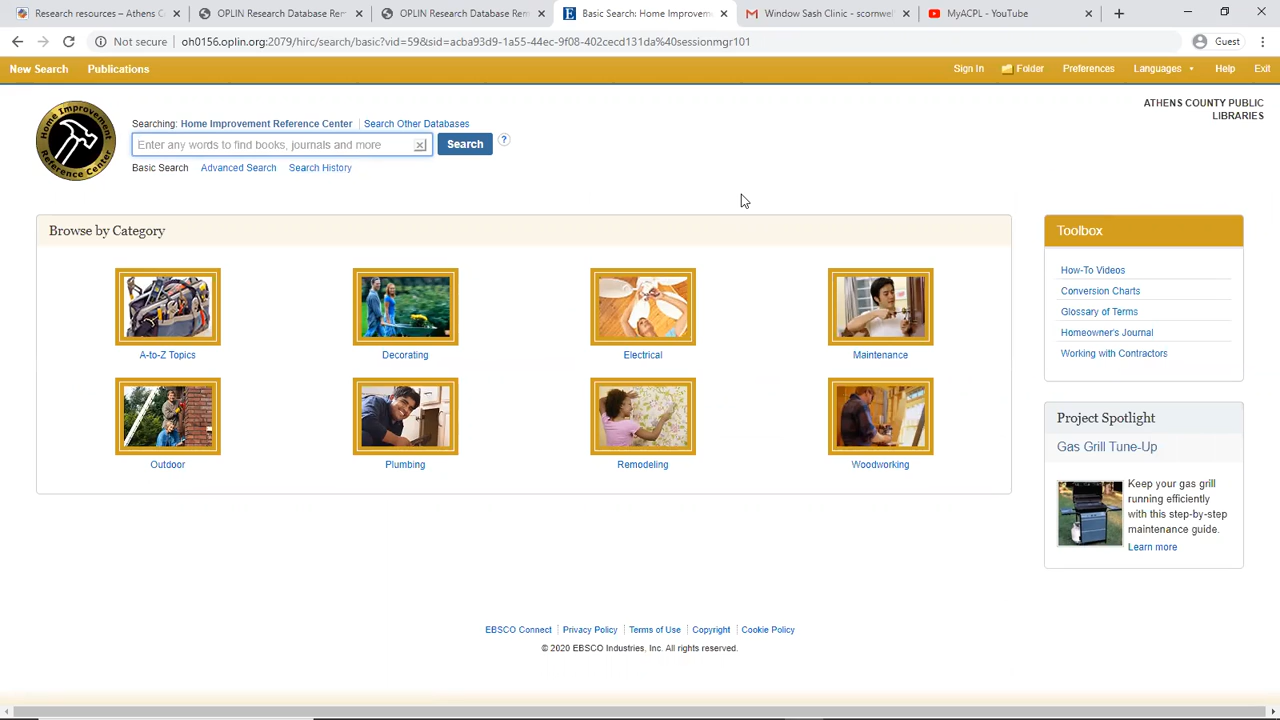 Research resources - Athens C
OPLIN Research Database Rem
OPLIN Research Database Rem
Basic Search: Home Improvem
Window Sash Clinic - scornwel
MyACPL - YouTube
Not secure
oh0156.oplin.org:2079/hirc/search/basic?vid=59&sid=acba93d9-1a55-44ec-9f08-402cecd131da%40sessionmgr101
Guest
New Search
Publications
Sign In
Folder
Preferences
Languages
Help
Exit
Home Improvement
Reference Center
Searching: Home Improvement Reference Center
Search Other Databases
Enter any words to find books, journals and more
Search
?
Basic Search
Advanced Search
Search History
ATHENS COUNTY PUBLIC
LIBRARIES
Browse by Category
A-to-Z Topics
Decorating
Electrical
Maintenance
Outdoor
Plumbing
Remodeling
Woodworking
Toolbox
How-To Videos
Conversion Charts
Glossary of Terms
Homeowner's Journal
Working with Contractors
Project Spotlight
Gas Grill Tune-Up
Keep your gas grill
running efficiently
with this step-by-step
maintenance guide.
Learn more
EBSCO Connect
Privacy Policy
Terms of Use
Copyright
Cookie Policy
© 2020 EBSCO Industries, Inc. All rights reserved.